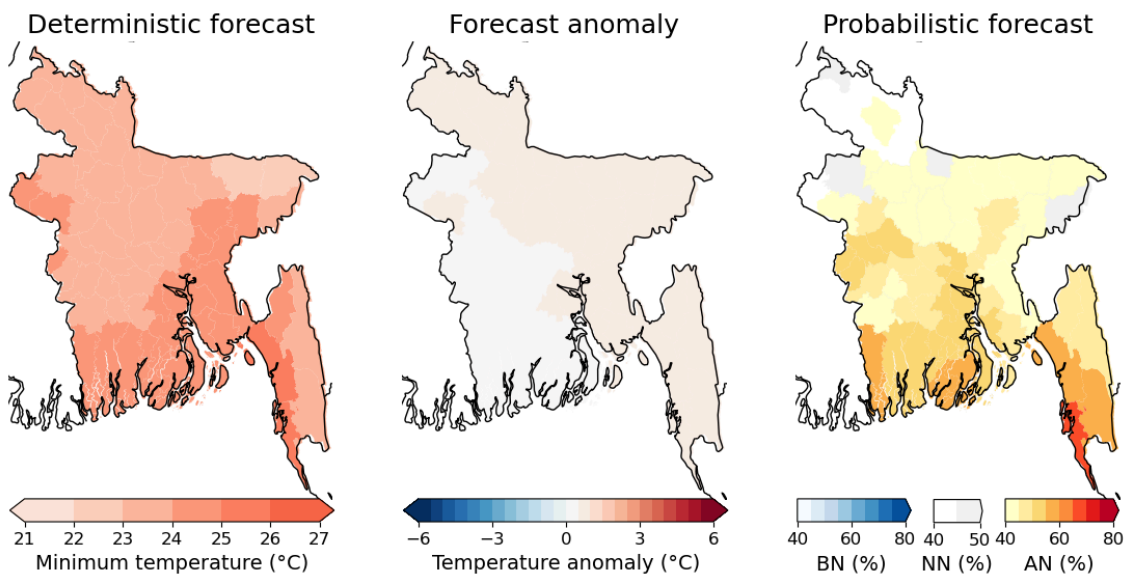 Deterministic forecast
Forecast anomaly
Probabilistic forecast
21 22 23 24 25 26 27
Minimum temperature (°C)
−6 −3 0 3 6
Temperature anomaly (°C)
40 60 80
BN (%)
40 50
NN (%)
40 60 80
AN (%)